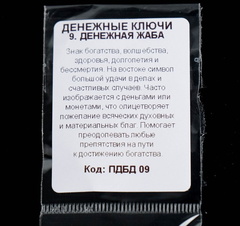 ДЕНЕЖНЫЕ КЛЮЧИ
9. ДЕНЕЖНАЯ ЖАБА
Знак богатства, волшебства,
здоровья, долголетия и
бессмертия. На востоке символ
большой удачи в делах и
счастливых случаев. Часто
изображается с деньгами или
монетами, что олицетворяет
пожелание всяческих духовных
и материальных благ. Помогает
преодолевать любые
препятствия на пути
к достижению богатства.
Код: ПДБД 09